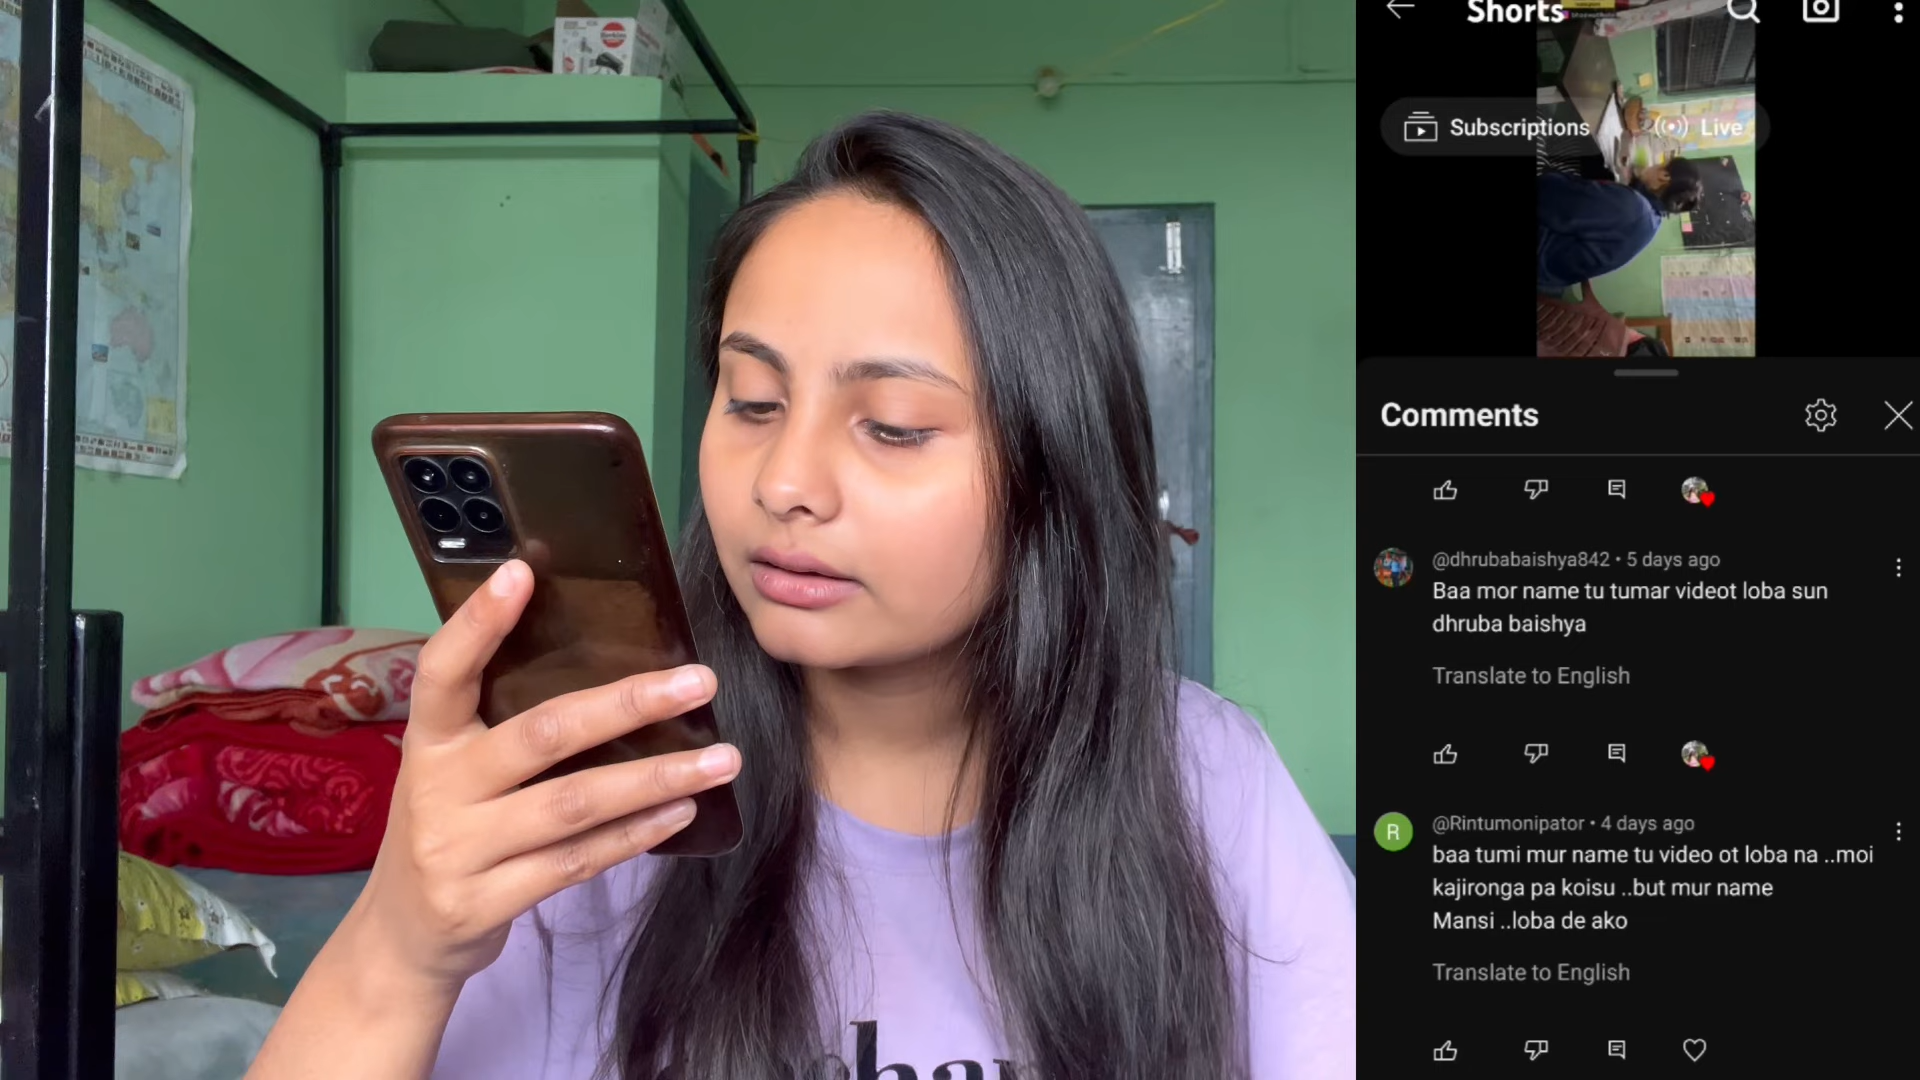 Shorts
Subscriptions
Live
Comments
@dhrubabaishya842 • 5 days ago
Baa mor name tu tumar videot loba sun
dhruba baishya
Translate to English
@Rintumonipator • 4 days ago
R
baa tumi mur name tu video ot loba na ..moi
kajironga pa koisu ..but mur name
Mansi ..loba de ako
Translate to English